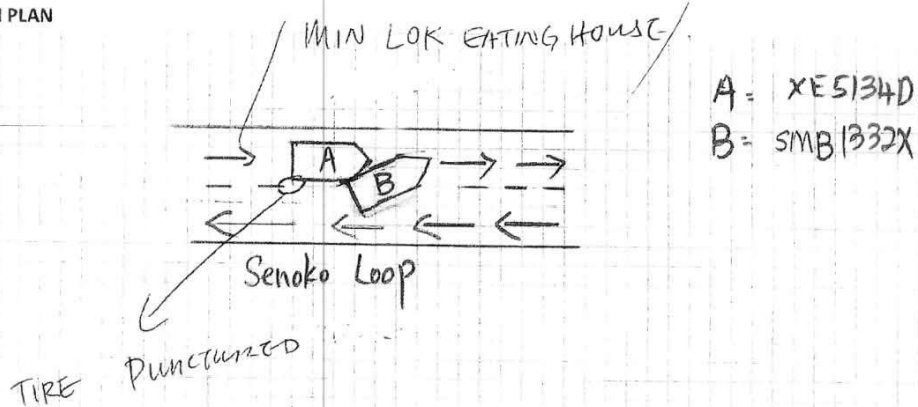 PLAN
MIN LOK EATING HOUSE
A = XE5134D
B = SMB1332X
A
B
Senoko Loop
TIRE PUNCTURED